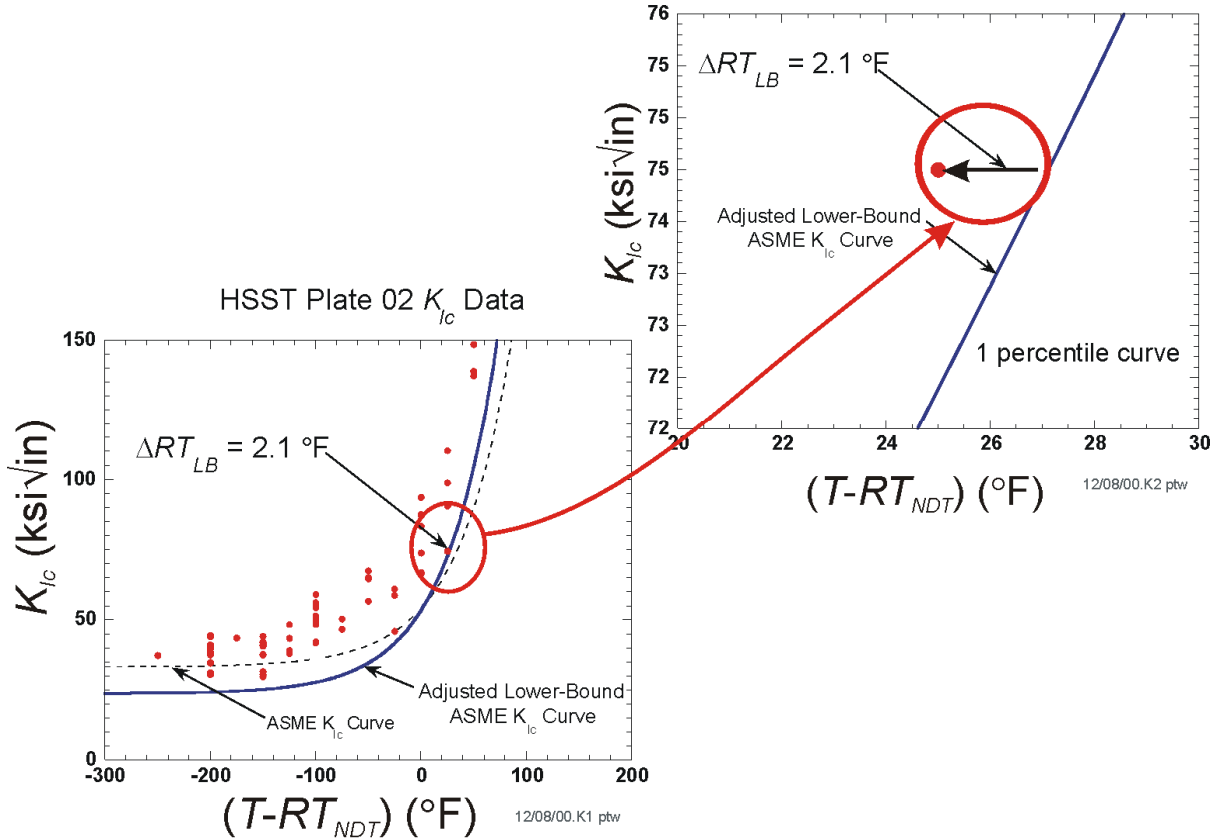 HSST Plate 02 K_Ic Data
150
100
50
0
-300
-200
-100
0
100
200
K_Ic (ksi√in)
(T-RT_NDT) (°F)
ΔRT_LB = 2.1 °F
ASME K_Ic Curve
Adjusted Lower-Bound
ASME K_Ic Curve
12/08/00.K1 ptw
76
75
75
75
74
73
73
72
72
20
22
24
26
28
30
K_Ic (ksi√in)
(T-RT_NDT) (°F)
ΔRT_LB = 2.1 °F
Adjusted Lower-Bound
ASME K_Ic Curve
1 percentile curve
12/08/00.K2 ptw